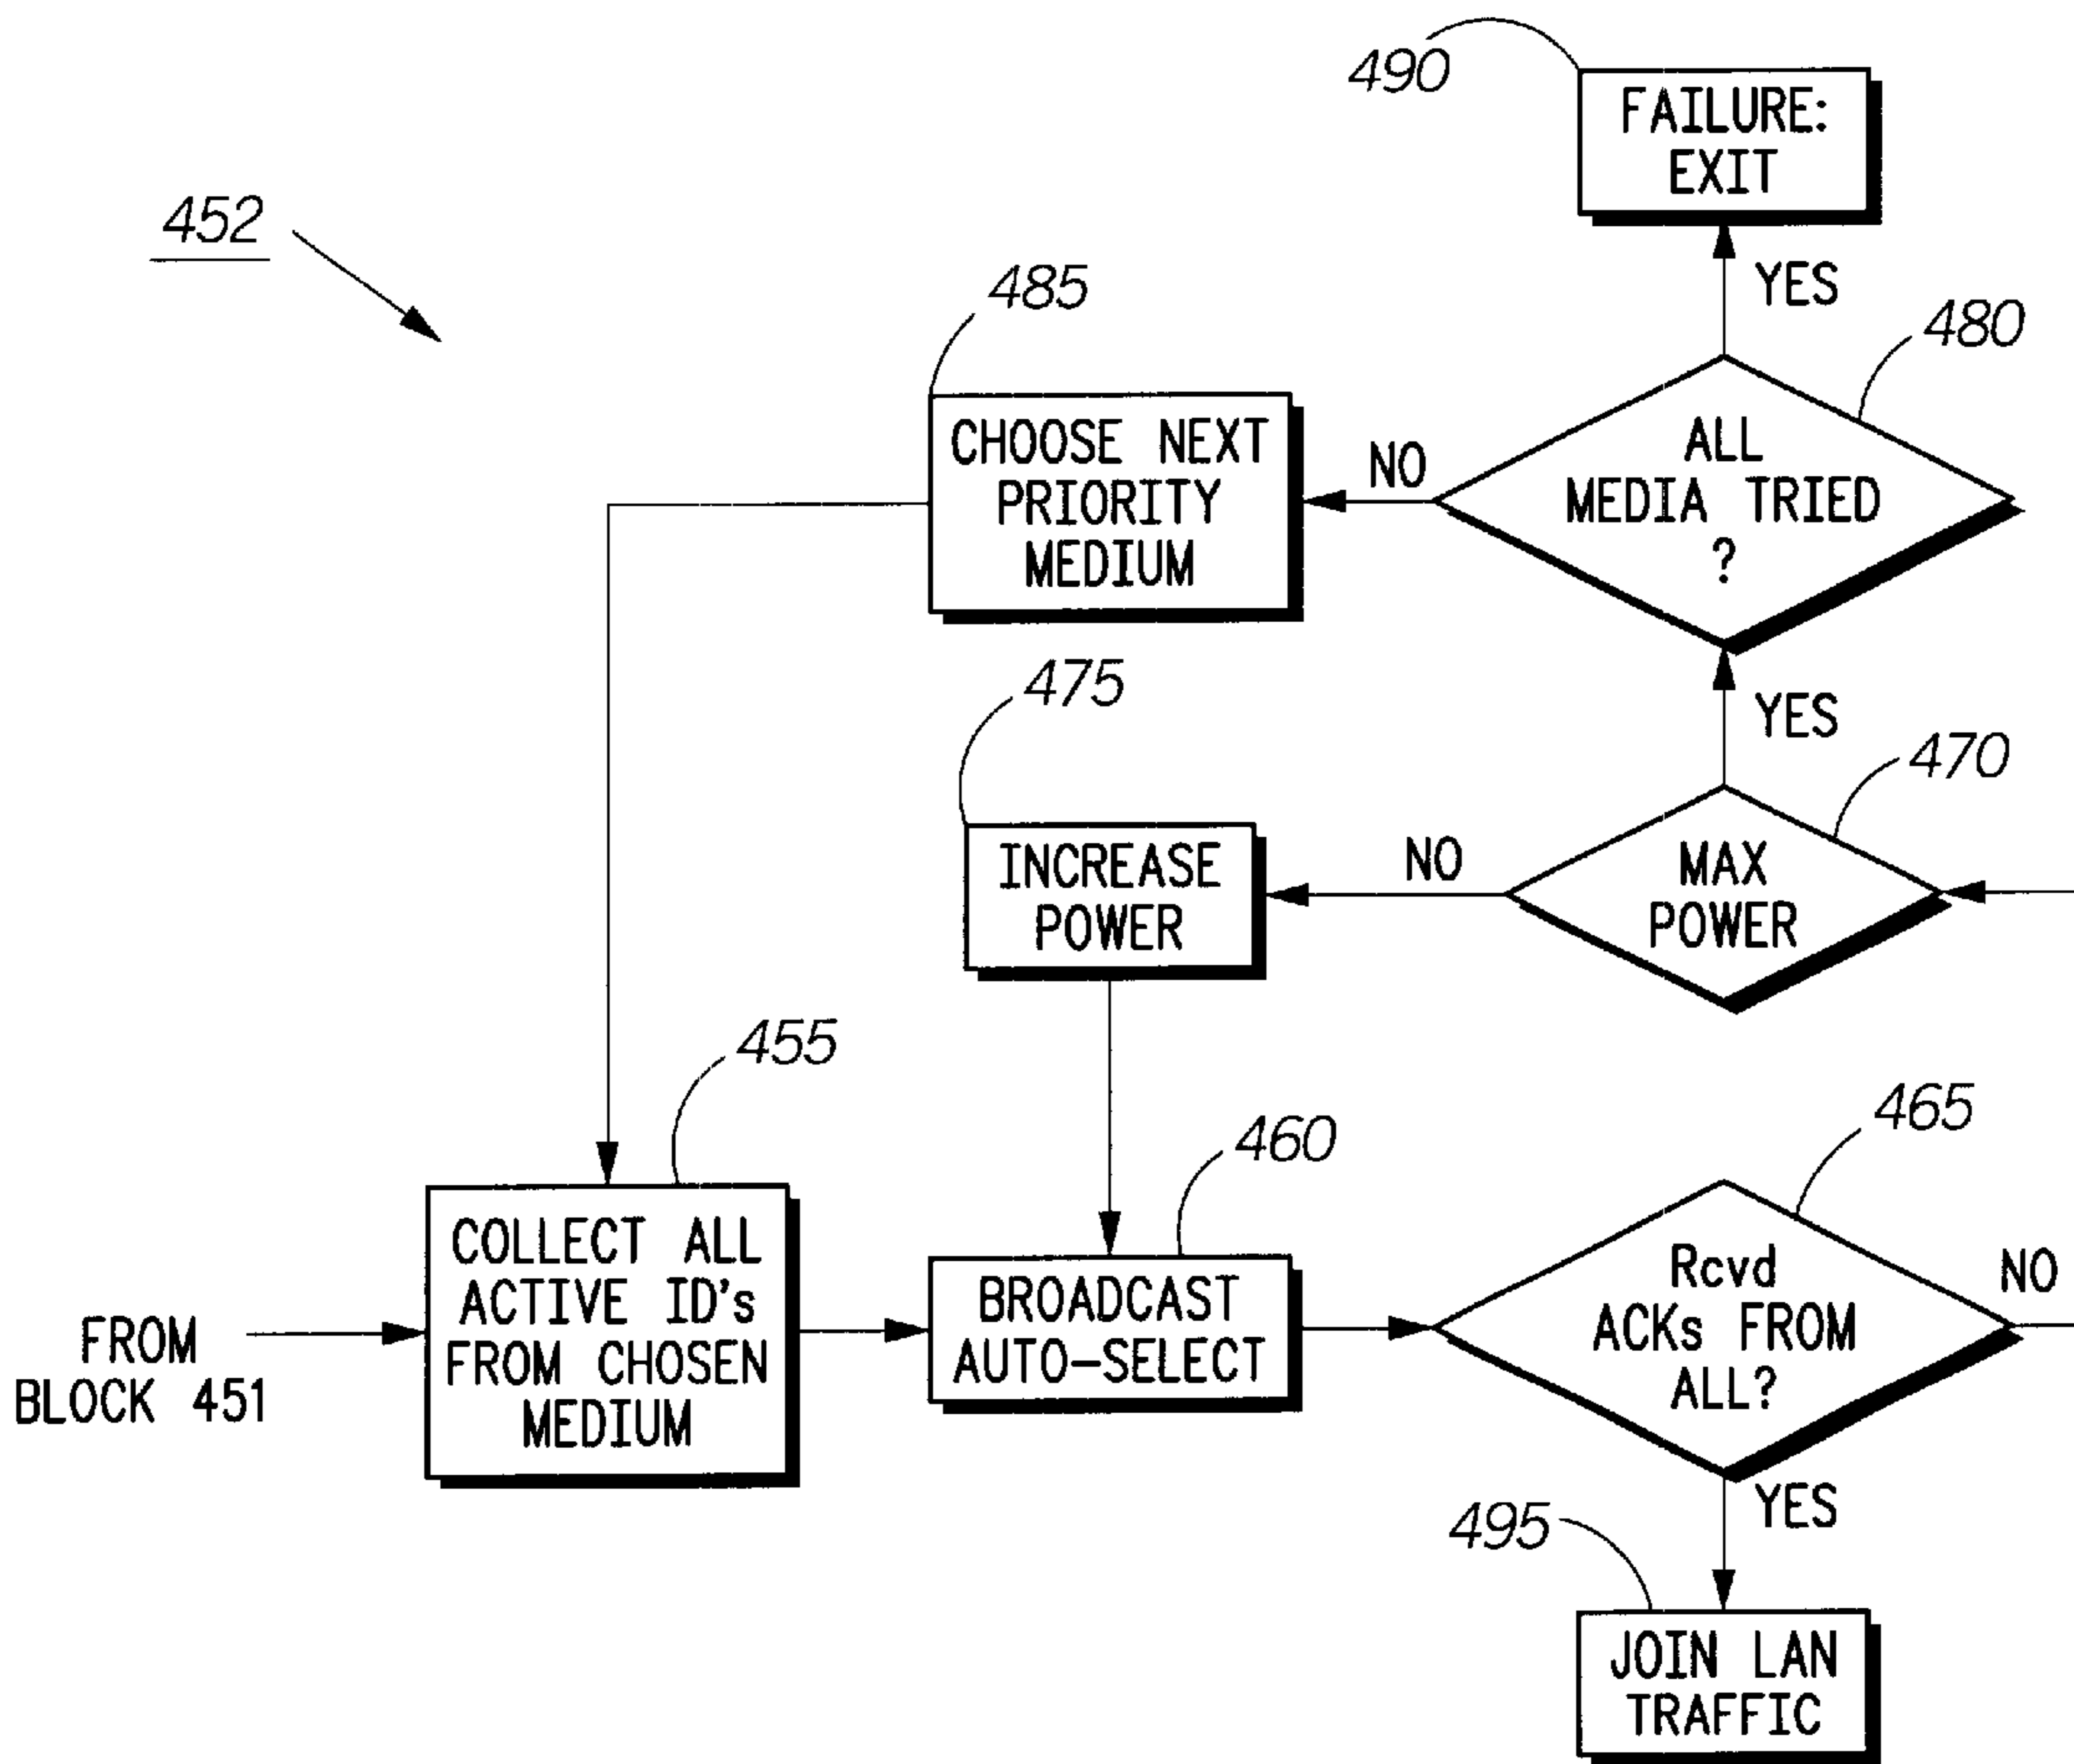 490
FAILURE:
EXIT
452
YES
485
480
CHOOSE NEXT
PRIORITY
MEDIUM
NO
ALL
MEDIA TRIED
?
475
YES
470
INCREASE
POWER
NO
MAX
POWER
455
460
465
FROM
BLOCK 451
COLLECT ALL
ACTIVE ID's
FROM CHOSEN
MEDIUM
BROADCAST
AUTO-SELECT
Rcvd
ACKs FROM
ALL?
NO
YES
495
JOIN LAN
TRAFFIC